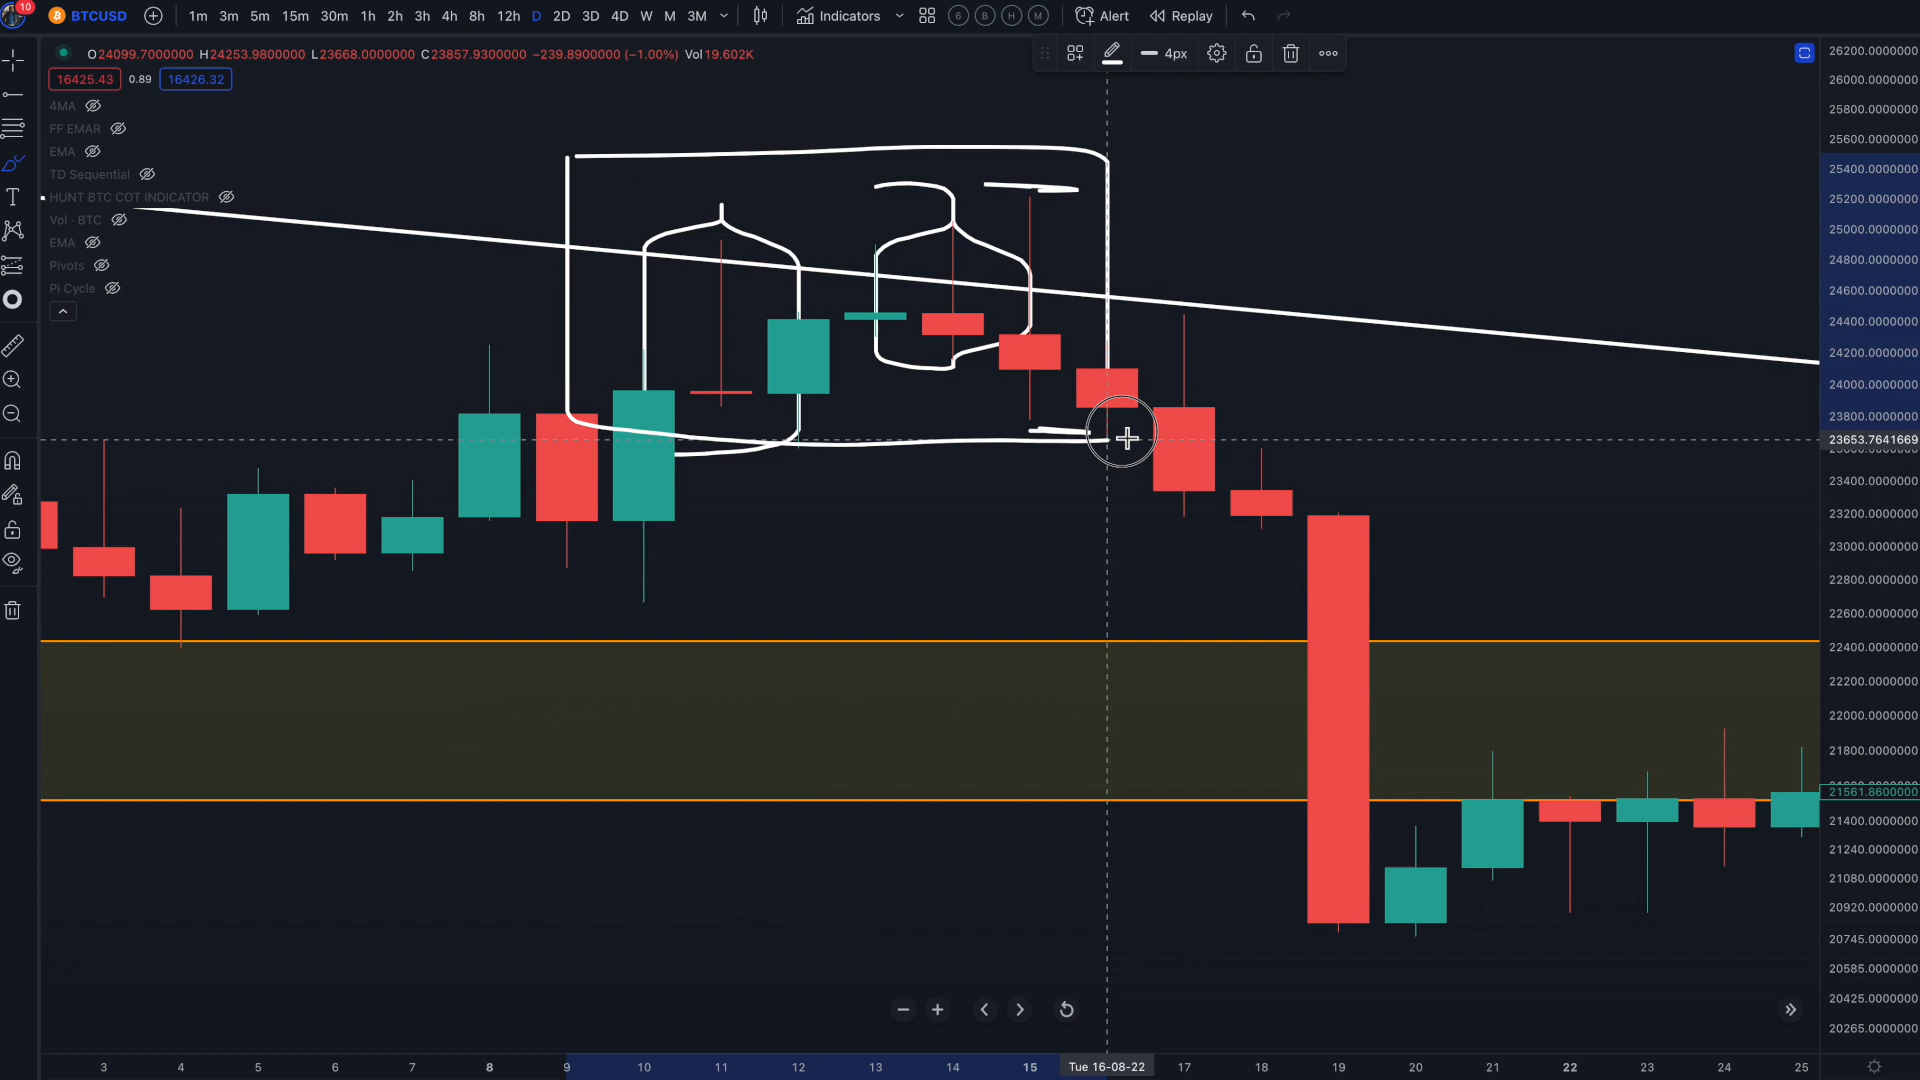 10 BTCUSD 1m 3m 5m 15m 30m 1h 2h 3h 4h 8h 12h D 2D 3D 4D W M 3M Indicators 6 B H M Alert Replay
O24099.7000000 H24253.9800000 L23668.0000000 C23857.9300000 −239.8900000 (−1.00%) Vol19.602K
4px
16425.43 0.89 16426.32
4MA
FF EMAR
EMA
TD Sequential
HUNT BTC COT INDICATOR
Vol · BTC
EMA
Pivots
Pi Cycle
T
26200.0000000
26000.0000000
25800.0000000
25600.0000000
25400.0000000
25200.0000000
25000.0000000
24800.0000000
24600.0000000
24400.0000000
24200.0000000
24000.0000000
23800.0000000
23653.7641669
23400.0000000
23200.0000000
23000.0000000
22800.0000000
22600.0000000
22400.0000000
22200.0000000
22000.0000000
21800.0000000
21561.8600000
21400.0000000
21240.0000000
21080.0000000
20920.0000000
20745.0000000
20585.0000000
20425.0000000
20265.0000000
3 4 5 6 7 8 9 10 11 12 13 14 15 Tue 16-08-22 17 18 19 20 21 22 23 24 25